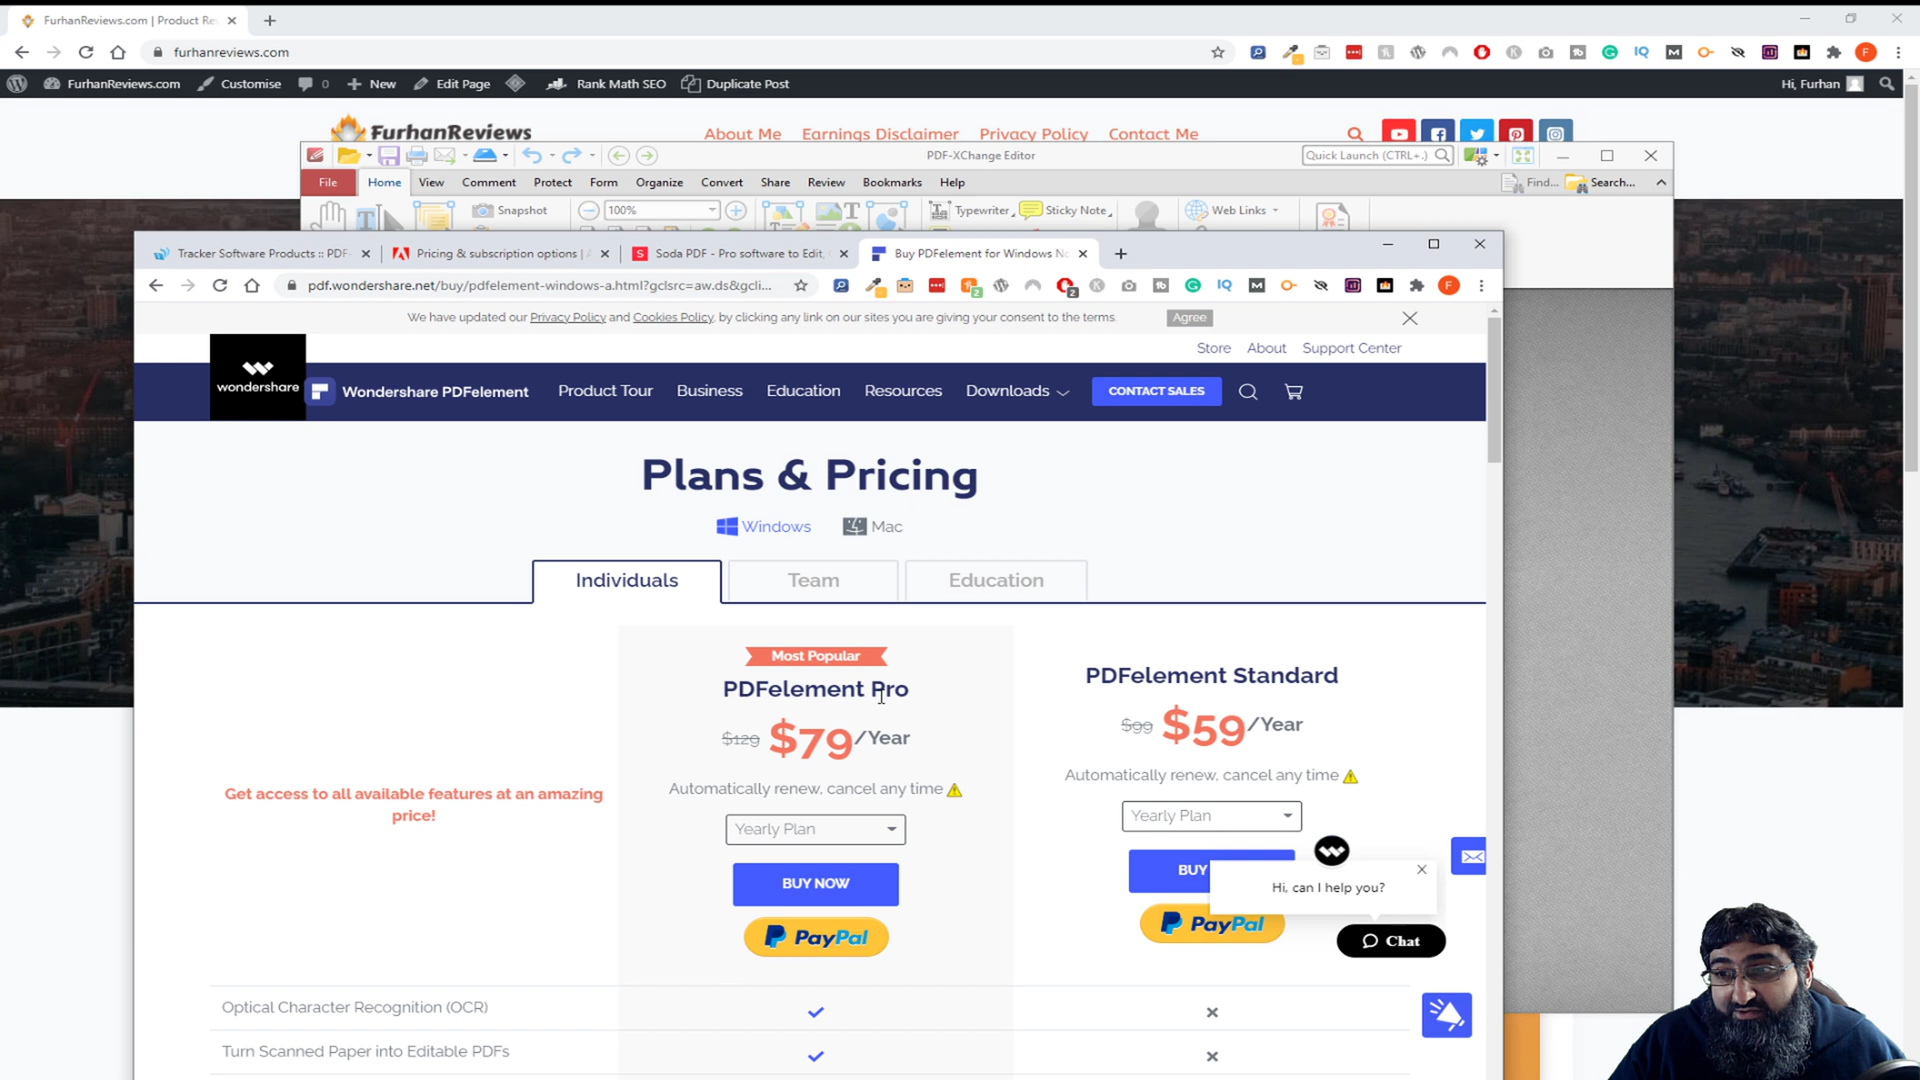 FurhanReviews.com | Product Re
furhanreviews.com
FurhanReviews.com Customise 0 New Edit Page Rank Math SEO Duplicate Post Hi, Furhan
FurhanReviews About Me Earnings Disclaimer Privacy Policy Contact Me
PDF-XChange Editor Quick Launch (CTRL+.)
File Home View Comment Protect Form Organize Convert Share Review Bookmarks Help Find... Search...
Snapshot 100% Typewriter Sticky Note Web Links
Tracker Software Products :: PDF- Pricing & subscription options | A Soda PDF - Pro software to Edit, Buy PDFelement for Windows No
pdf.wondershare.net/buy/pdfelement-windows-a.html?gclsrc=aw.ds&gcli...
We have updated our Privacy Policy and Cookies Policy, by clicking any link on our sites you are giving your consent to the terms. Agree
Store About Support Center
wondershare Wondershare PDFelement Product Tour Business Education Resources Downloads CONTACT SALES
Plans & Pricing
Windows Mac
Individuals Team Education
Most Popular
PDFelement Pro
$129 $79/Year
Automatically renew, cancel any time
Yearly Plan
BUY NOW
PayPal
PDFelement Standard
$99 $59/Year
Automatically renew, cancel any time
Yearly Plan
BUY
PayPal
Get access to all available features at an amazing
price!
Hi, can I help you?
Chat
Optical Character Recognition (OCR)
Turn Scanned Paper into Editable PDFs